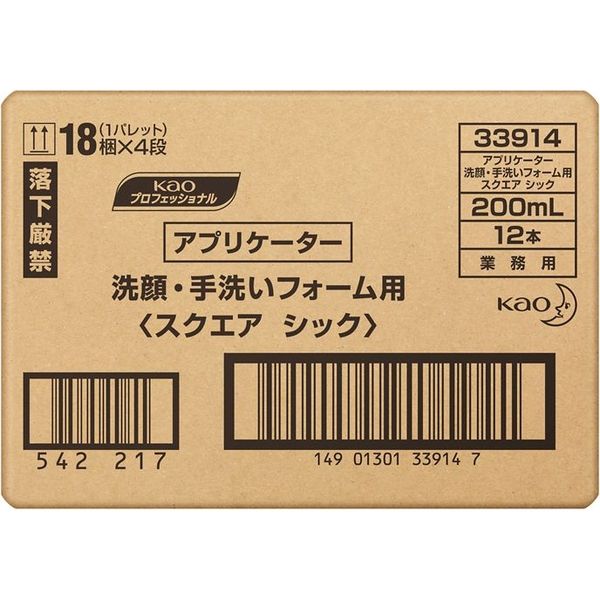 18(1パレット)
梱×4段
落下厳禁
Kao
プロフェッショナル
アプリケーター
洗顔・手洗いフォーム用
〈スクエア シック〉
33914
アプリケーター
洗顔・手洗いフォーム用
スクエア シック
200mL
12本
業務用
Kao
542 217
149 01301 33914 7